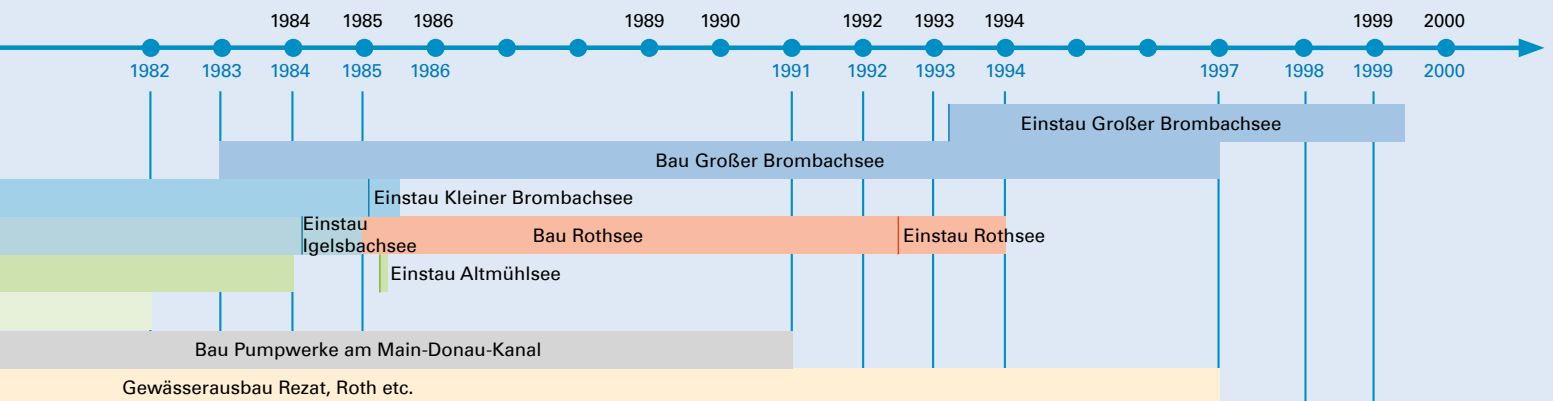 1984 1985 1986 1989 1990 1992 1993 1994 1999 2000
1982 1983 1984 1985 1986 1991 1992 1993 1994 1997 1998 1999 2000
Einstau Großer Brombachsee
Bau Großer Brombachsee
Einstau Kleiner Brombachsee
Einstau
Igelsbachsee
Bau Rothsee
Einstau Rothsee
Einstau Altmühlsee
Bau Pumpwerke am Main-Donau-Kanal
Gewässerausbau Rezat, Roth etc.